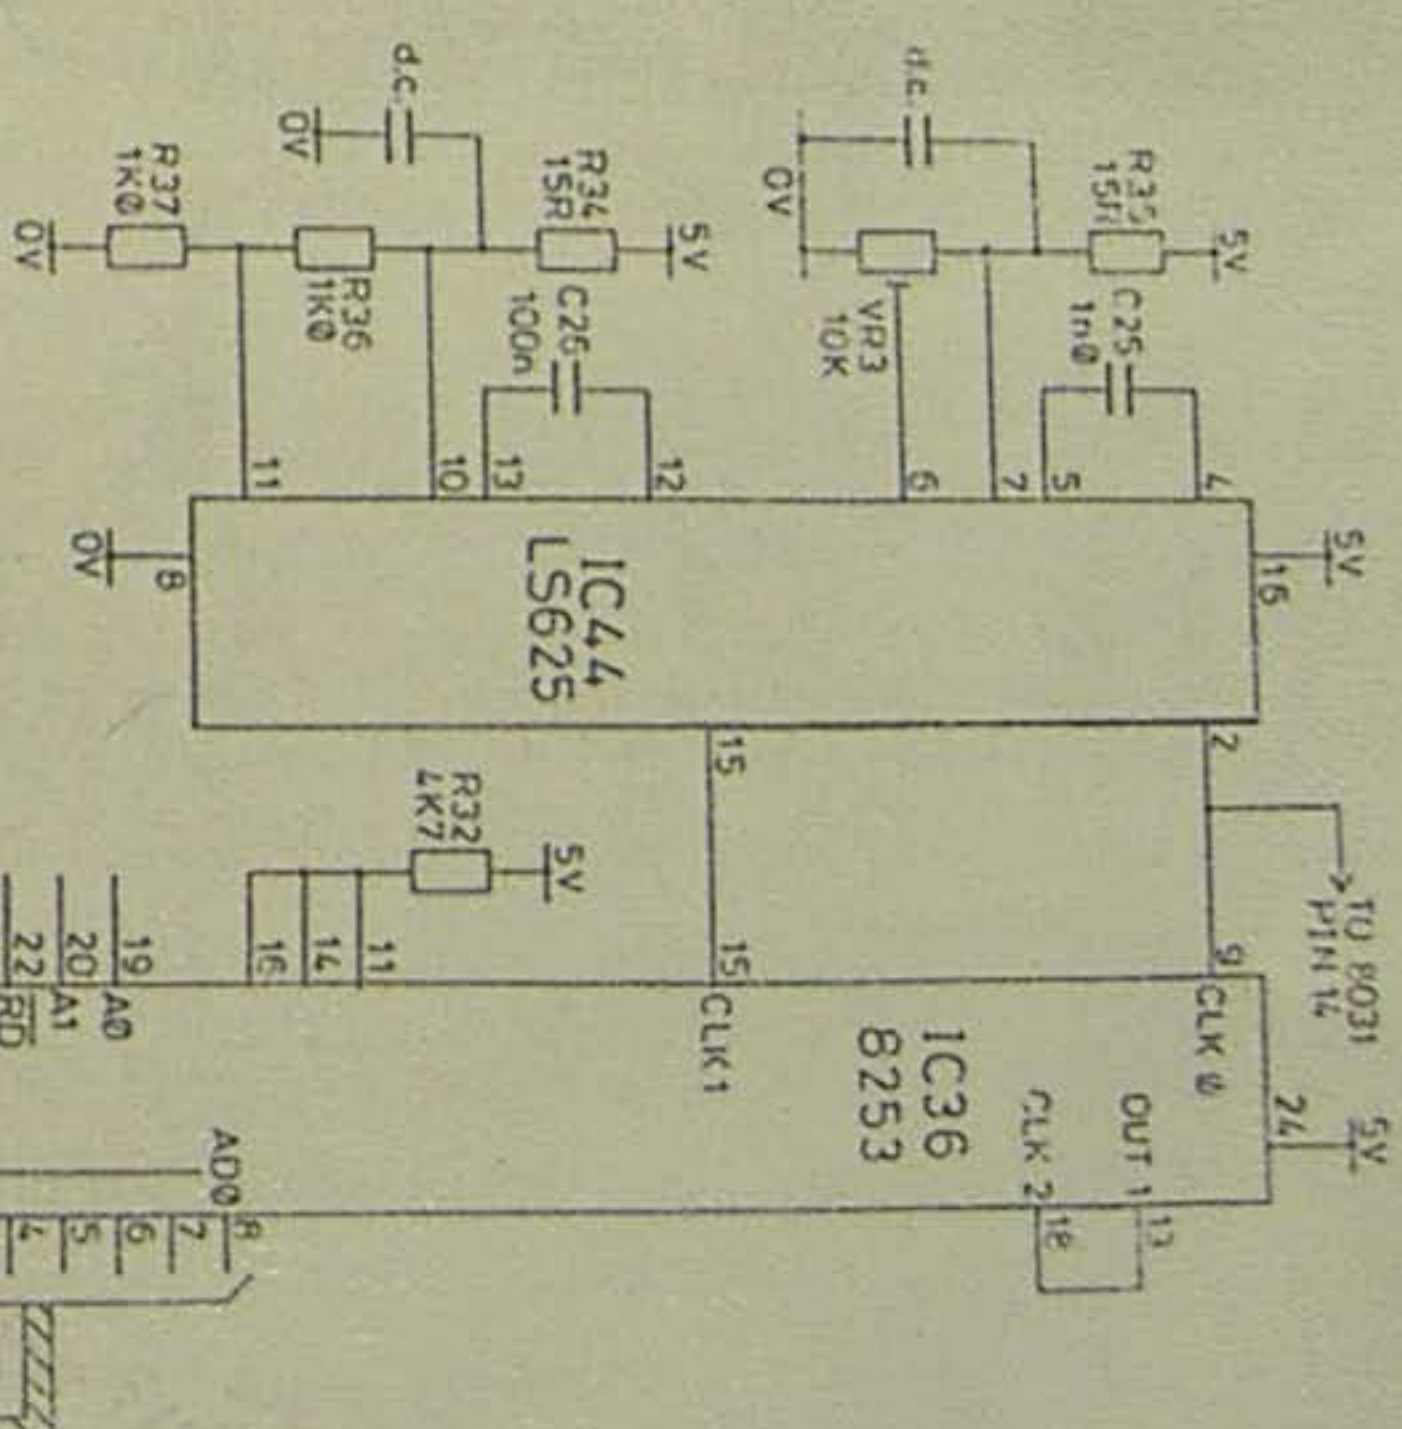 5V
R35
15R
C25
1n0
d.c.
0V
VR3
10K
5V
R34
15R
C26
100n
d.c.
0V
R36
1K0
R37
1K0
0V
5V
16
4
5
7
6
12
13
10
11
IC44
LS625
8
0V
2
15
TO 8031
PIN 14
5V
R32
4K7
9
15
11
14
16
19
20
22
5V
24
CLK 0
CLK 1
A0
A1
RD
IC36
8253
OUT 1
CLK 2
AD0
13
18
8
7
6
5
4